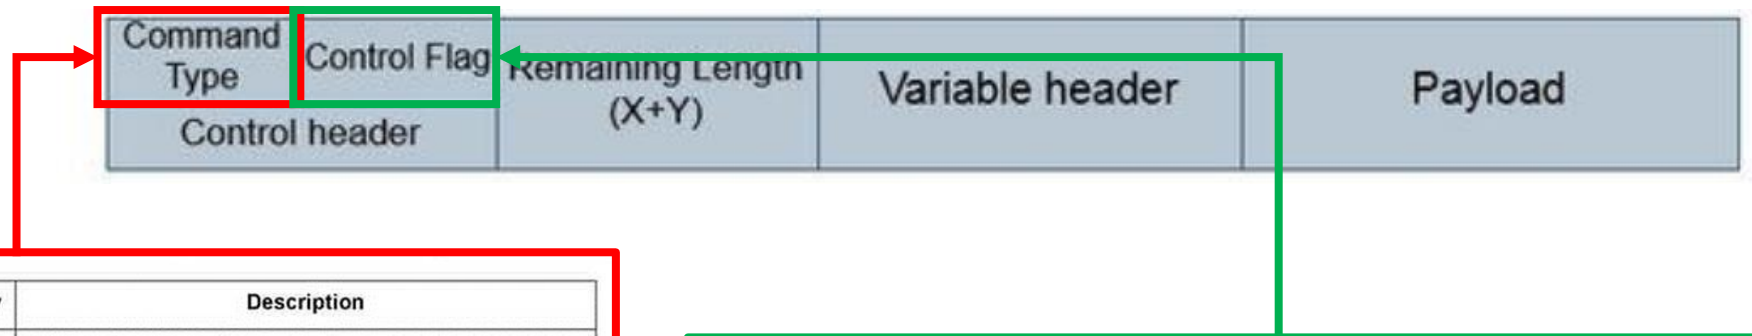 Command
Type
Control Flag
Control header
Remaining Length
(X+Y)
Variable header
Payload
Description